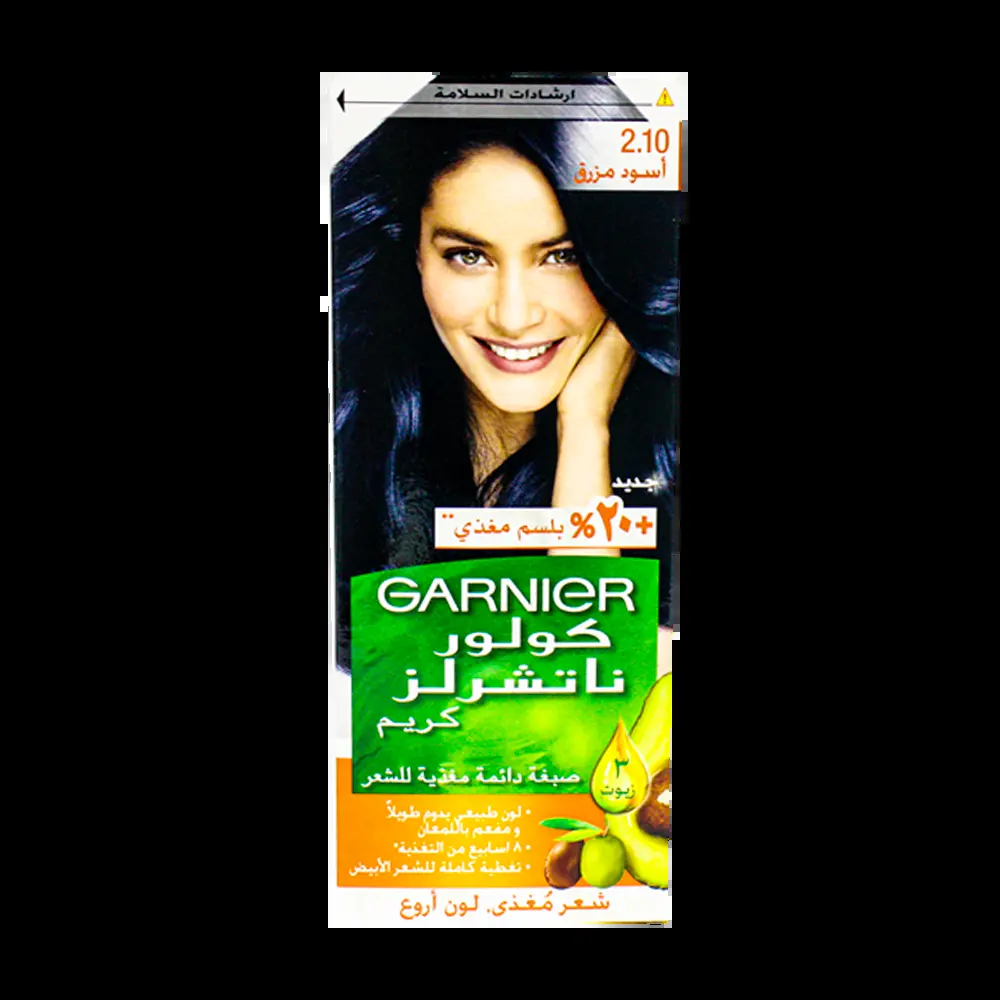 ارشادات السلامة
2.10
أسود مزرق
جديد
+٢٠% بلسم مغذي**
GARNIER
كولور
ناتشرلز
كريم
صبغة دائمة مغذية للشعر
٣
زيوت
• لون طبيعي يدوم طويلاً
و مفعم باللمعان
• ٨ اسابيع من التغذية*
• تغطية كاملة للشعر الأبيض
شعر مُغذى. لون أروع